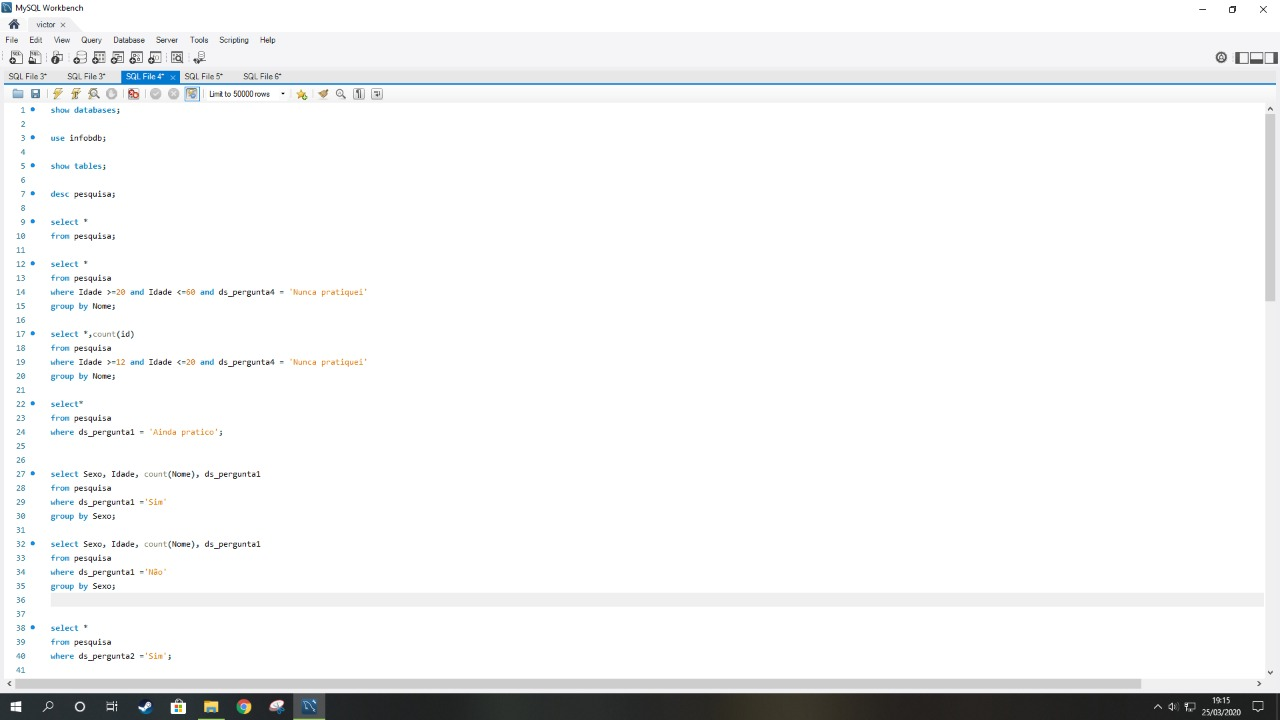 MySQL Workbench
victor ×
File Edit View Query Database Server Tools Scripting Help
SQL File 3* SQL File 3* SQL File 4* × SQL File 5* SQL File 6*
Limit to 50000 rows
1 show databases;
2
3 use infobdb;
4
5 show tables;
6
7 desc pesquisa;
8
9 select *
10 from pesquisa;
11
12 select *
13 from pesquisa
14 where Idade >=20 and Idade <=60 and ds_pergunta4 = 'Nunca pratiquei'
15 group by Nome;
16
17 select *,count(id)
18 from pesquisa
19 where Idade >=12 and Idade <=20 and ds_pergunta4 = 'Nunca pratiquei'
20 group by Nome;
21
22 select*
23 from pesquisa
24 where ds_pergunta1 = 'Ainda pratico';
25
26
27 select Sexo, Idade, count(Nome), ds_pergunta1
28 from pesquisa
29 where ds_pergunta1 ='Sim'
30 group by Sexo;
31
32 select Sexo, Idade, count(Nome), ds_pergunta1
33 from pesquisa
34 where ds_pergunta1 ='Não'
35 group by Sexo;
36
37
38 select *
39 from pesquisa
40 where ds_pergunta2 ='Sim';
41
19:15
25/03/2020